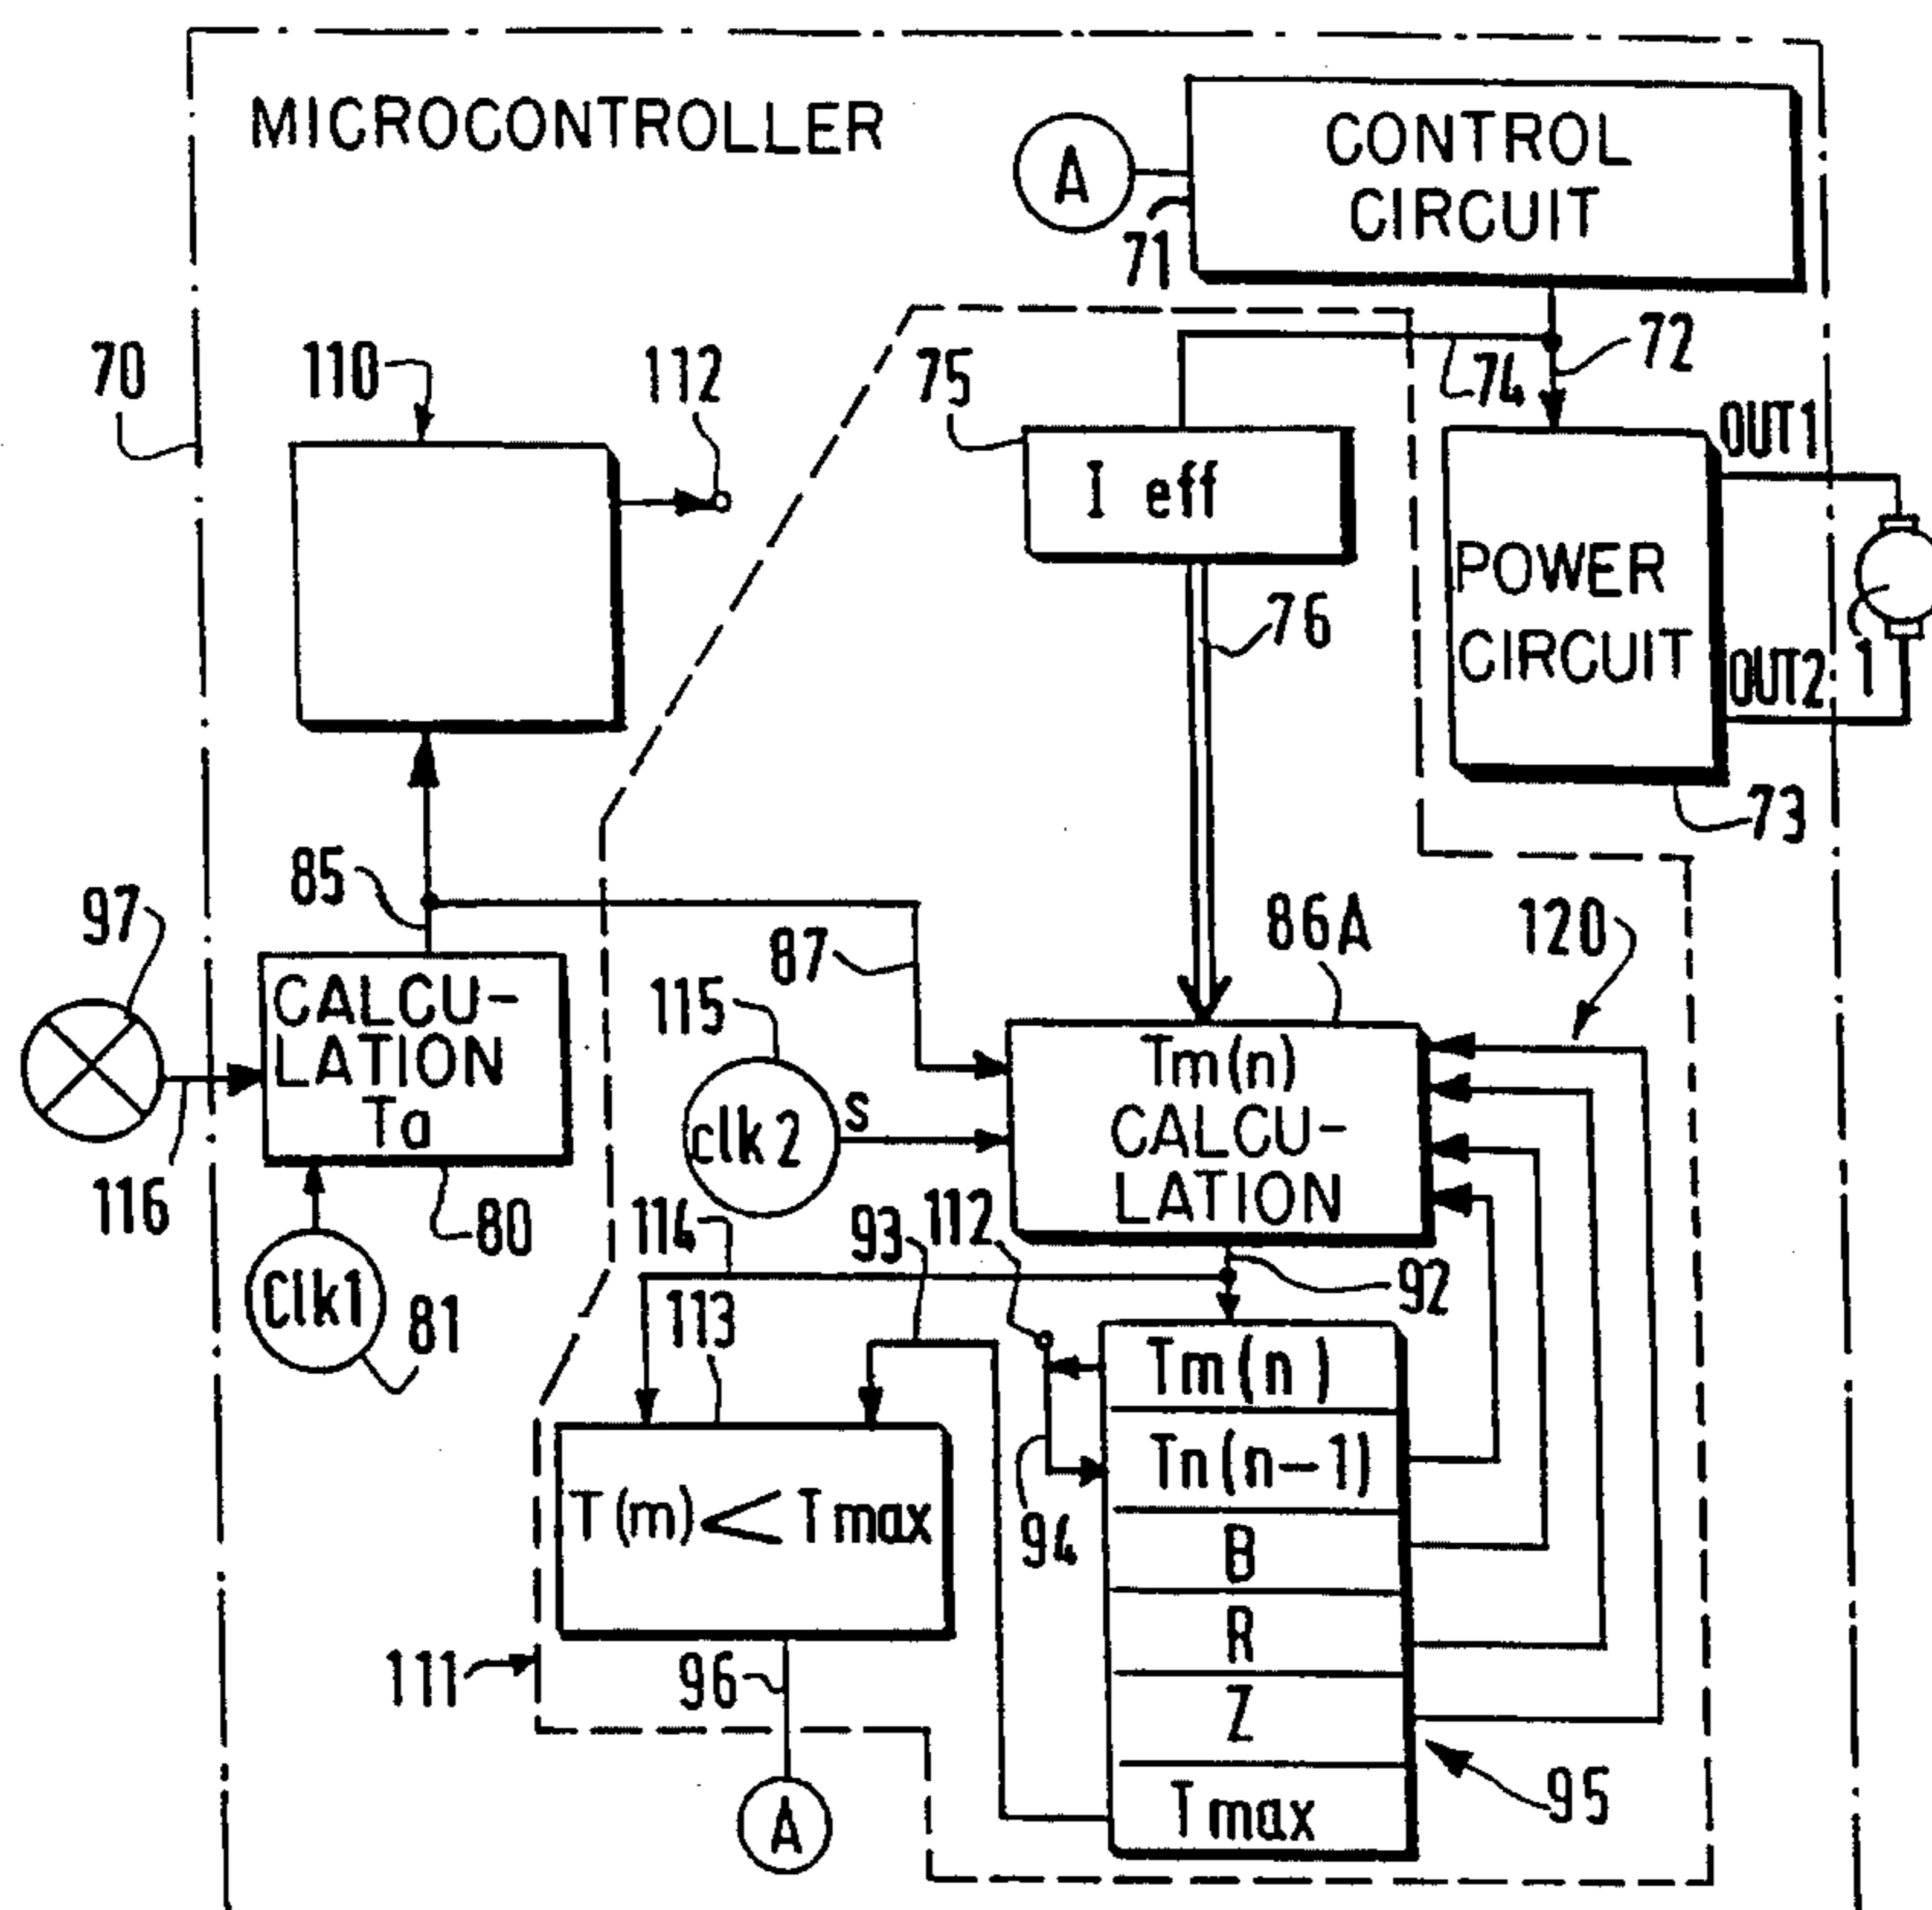 MICROCONTROLLER
CONTROL
CIRCUIT
A
71
70
110
112
75
74
72
OUT1
I eff
POWER
CIRCUIT
76
OUT2
1
73
85
97
87
86A
120
CALCU-
LATION
Ta
115
Tm(n)
CALCU-
LATION
clk2
S
116
80
114
93
112
92
Clk1
81
113
Tm(n)
Tn(n-1)
T(m)<Tmax
94
B
R
111
96
Z
95
A
Tmax